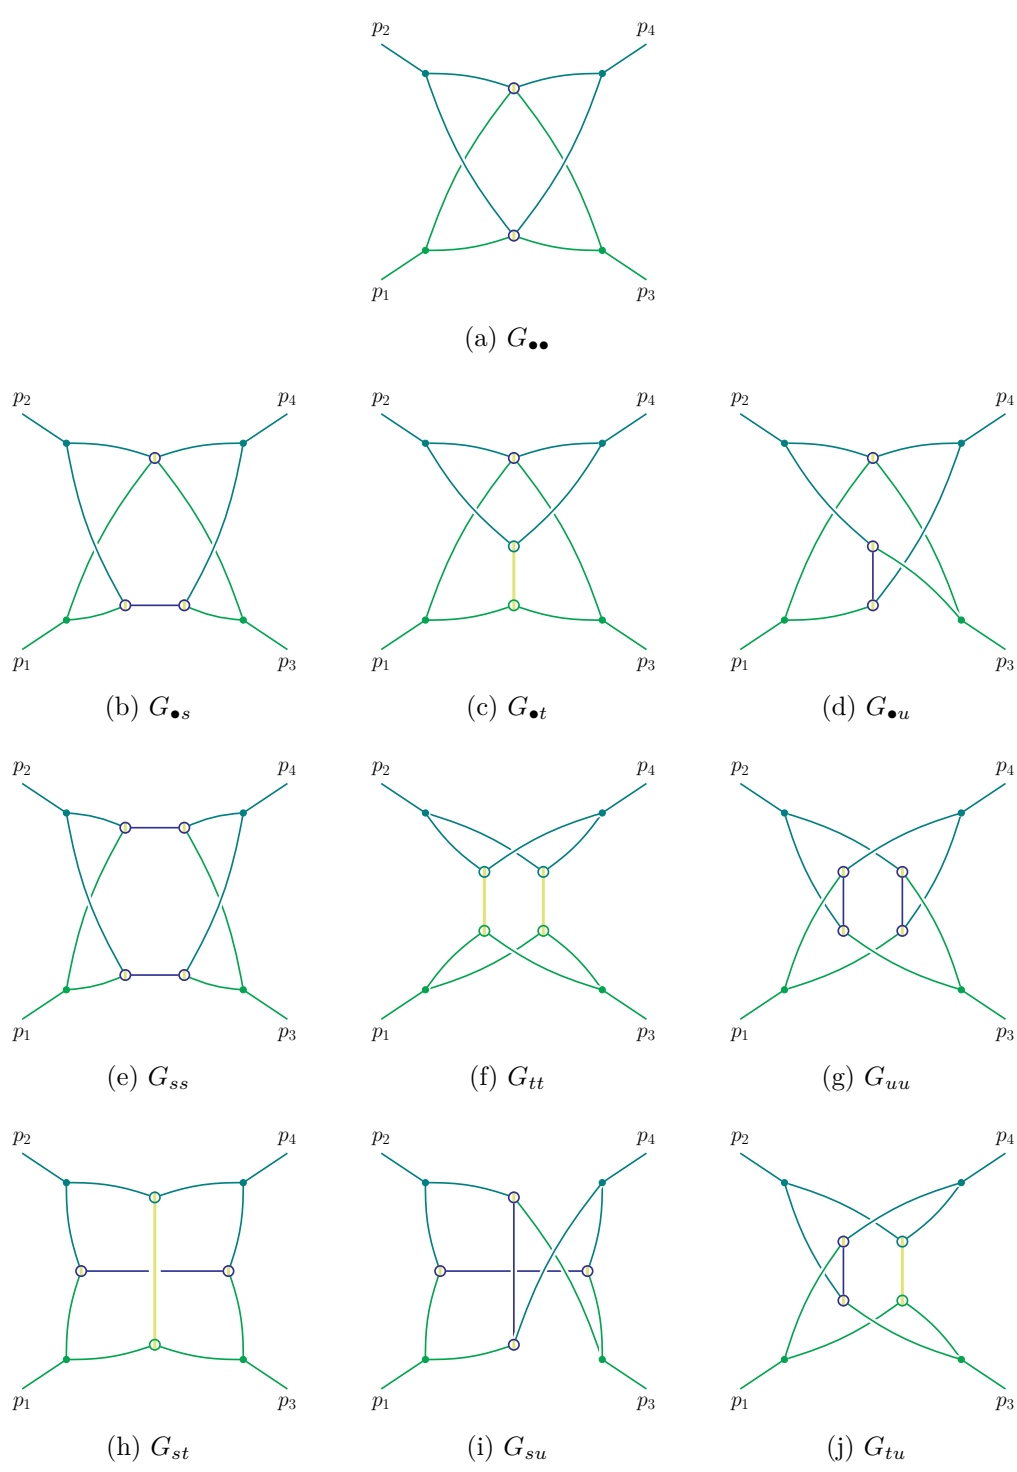 p₂ p₄
p₁ p₃
(a) G••
p₂ p₄ p₂ p₄ p₂ p₄
p₁ p₃ p₁ p₃ p₁ p₃
(b) G•s (c) G•t (d) G•u
p₂ p₄ p₂ p₄ p₂ p₄
p₁ p₃ p₁ p₃ p₁ p₃
(e) Gss (f) Gtt (g) Guu
p₂ p₄ p₂ p₄ p₂ p₄
p₁ p₃ p₁ p₃ p₁ p₃
(h) Gst (i) Gsu (j) Gtu